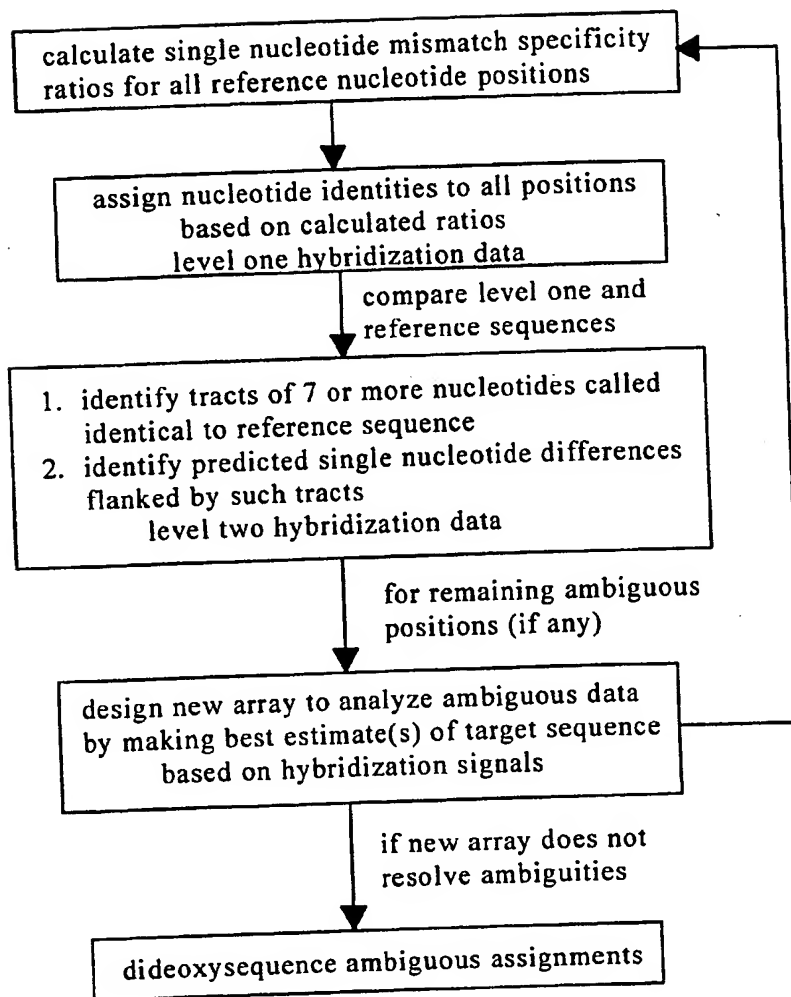 calculate single nucleotide mismatch specificity
ratios for all reference nucleotide positions
assign nucleotide identities to all positions
based on calculated ratios
level one hybridization data
compare level one and
reference sequences
1. identify tracts of 7 or more nucleotides called
identical to reference sequence
2. identify predicted single nucleotide differences
flanked by such tracts
level two hybridization data
for remaining ambiguous
positions (if any)
design new array to analyze ambiguous data
by making best estimate(s) of target sequence
based on hybridization signals
if new array does not
resolve ambiguities
dideoxysequence ambiguous assignments